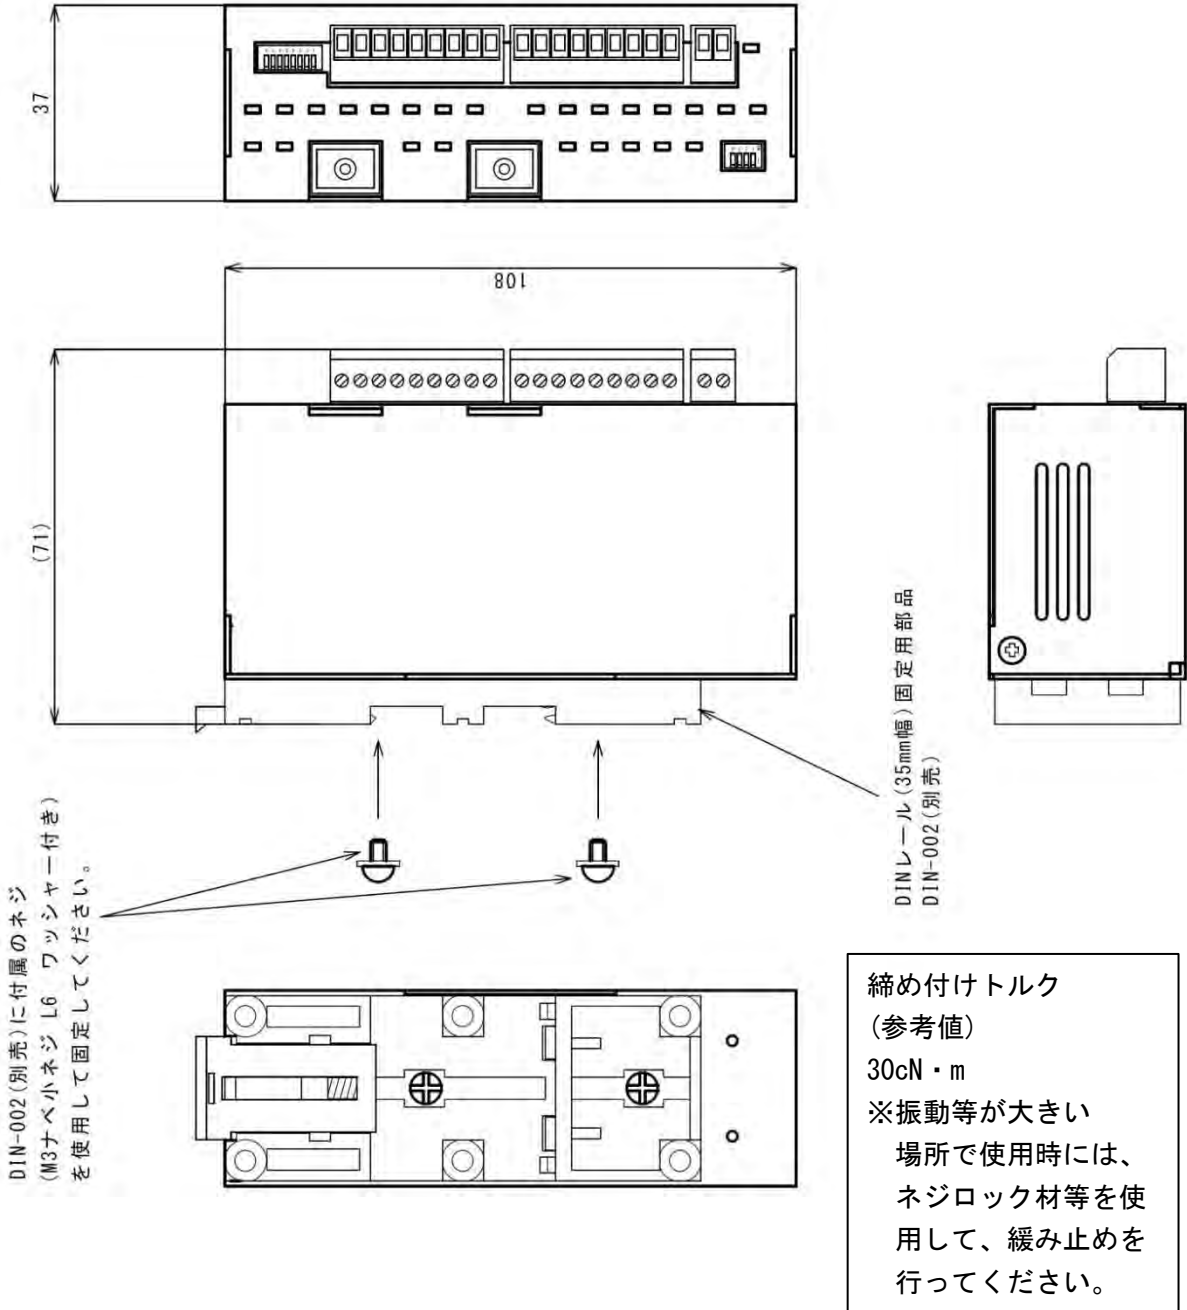 37
108
(71)
DINレール(35mm幅)固定用部品
DIN-002(別売)
DIN-002(別売)に付属のネジ
(M3ナベ小ネジ L6 ワッシャー付き)
を使用して固定してください。
締め付けトルク
(参考値)
30cN・m
※振動等が大きい
場所で使用時には、
ネジロック材等を使
用して、緩み止めを
行ってください。